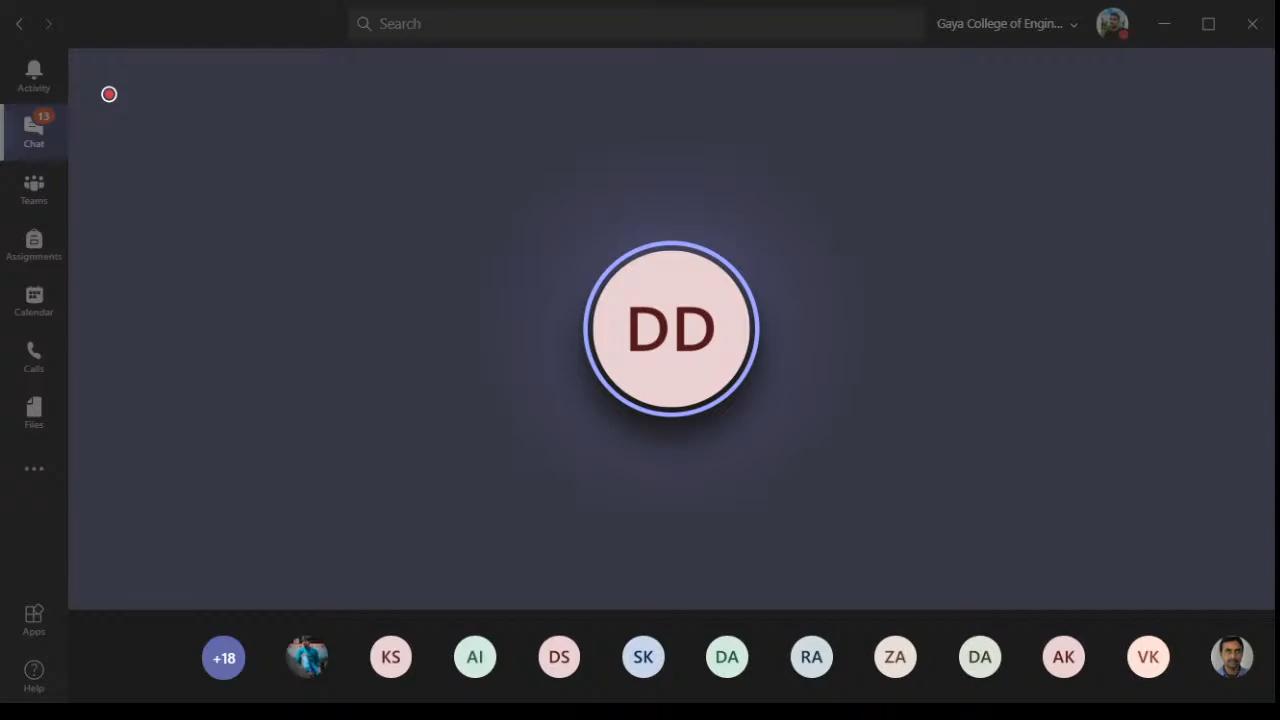 Search
Gaya College of Engin...
Activity
13
Chat
Teams
Assignments
Calendar
Calls
Files
Apps
Help
DD
+18
KS
AI
DS
SK
DA
RA
ZA
DA
AK
VK